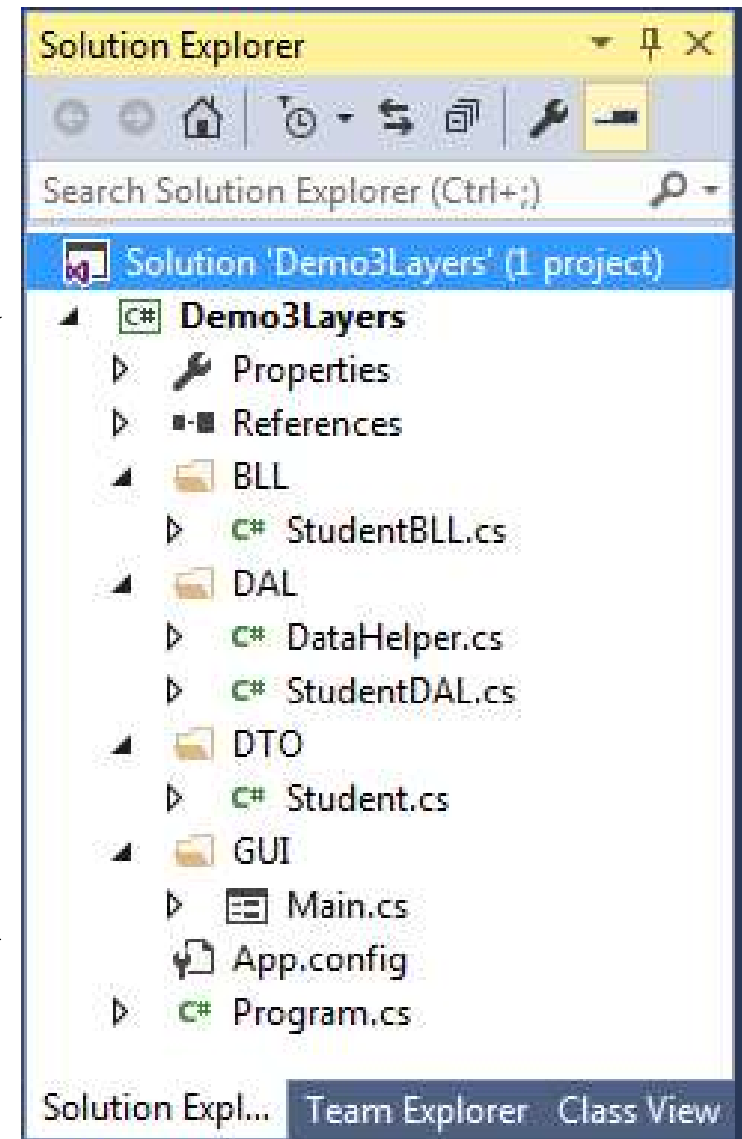 Solution Explorer
Search Solution Explorer (Ctrl+;)
Solution 'Demo3Layers' (1 project)
C# Demo3Layers
Properties
References
BLL
C# StudentBLL.cs
DAL
C# DataHelper.cs
C# StudentDAL.cs
DTO
C# Student.cs
GUI
Main.cs
App.config
C# Program.cs
Solution Expl... Team Explorer Class View